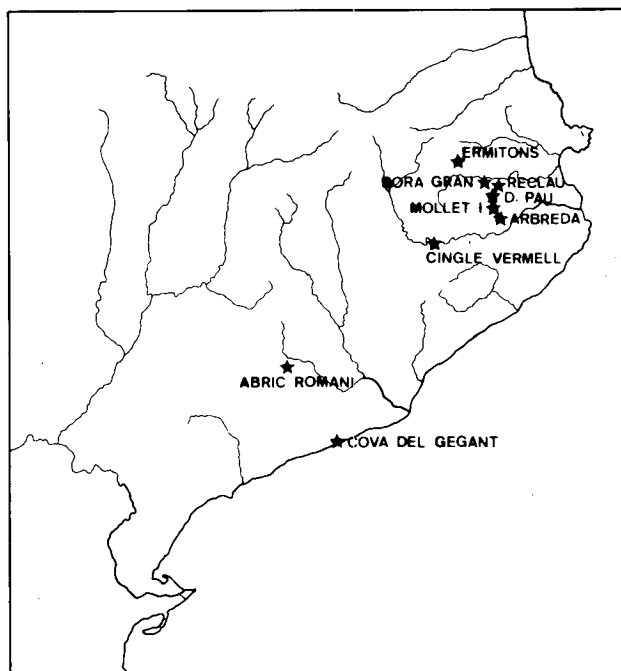 ERMITONS
BORA GRAN
RECLAU
D. PAU
MOLLET I
ARBREDA
CINGLE VERMELL
ABRIC ROMANI
COVA DEL GEGANT